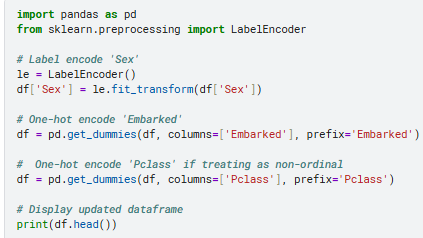 import pandas as pd
from sklearn.preprocessing import LabelEncoder
# Label encode 'Sex'
le = LabelEncoder()
df['Sex'] = le.fit_transform(df['Sex'])
# One-hot encode 'Embarked'
df = pd.get_dummies(df, columns=['Embarked'], prefix='Embarked')
#  One-hot encode 'Pclass' if treating as non-ordinal
df = pd.get_dummies(df, columns=['Pclass'], prefix='Pclass')
# Display updated dataframe
print(df.head())